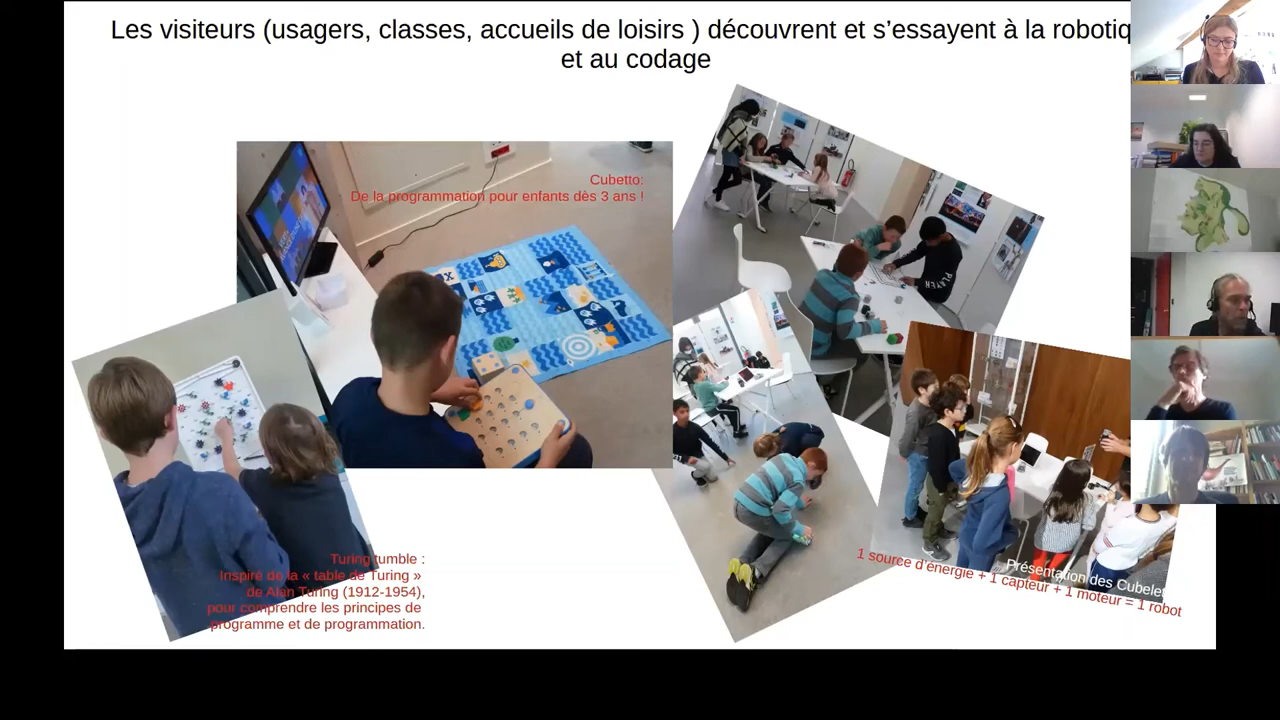 Les visiteurs (usagers, classes, accueils de loisirs ) découvrent et s’essayent à la robotiq
et au codage
Cubetto:
De la programmation pour enfants dès 3 ans !
PLAYER
Turing tumble :
Inspiré de la « table de Turing »
de Alan Turing (1912-1954),
pour comprendre les principes de
programme et de programmation.
Présentation des Cubele
1 source d’énergie + 1 capteur + 1 moteur = 1 robot